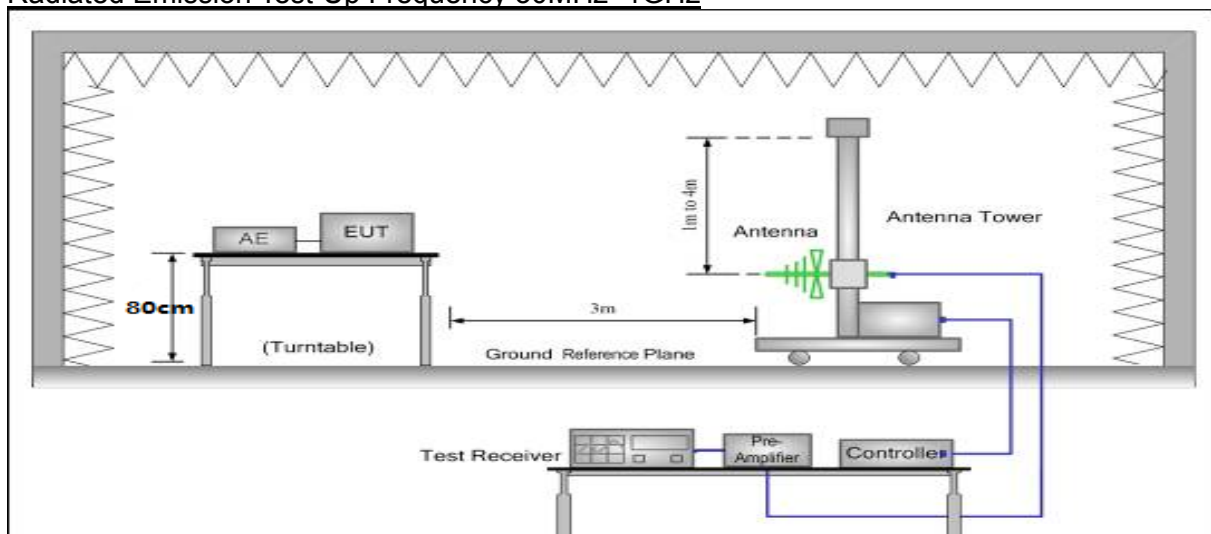 Radiated Emission Test-Up Frequency 30MHz~1GHz
1m to 4m
Antenna Tower
Antenna
AE
EUT
80cm
3m
(Turntable)
Ground Reference Plane
Test Receiver
Pre-
Amplifier
Controller